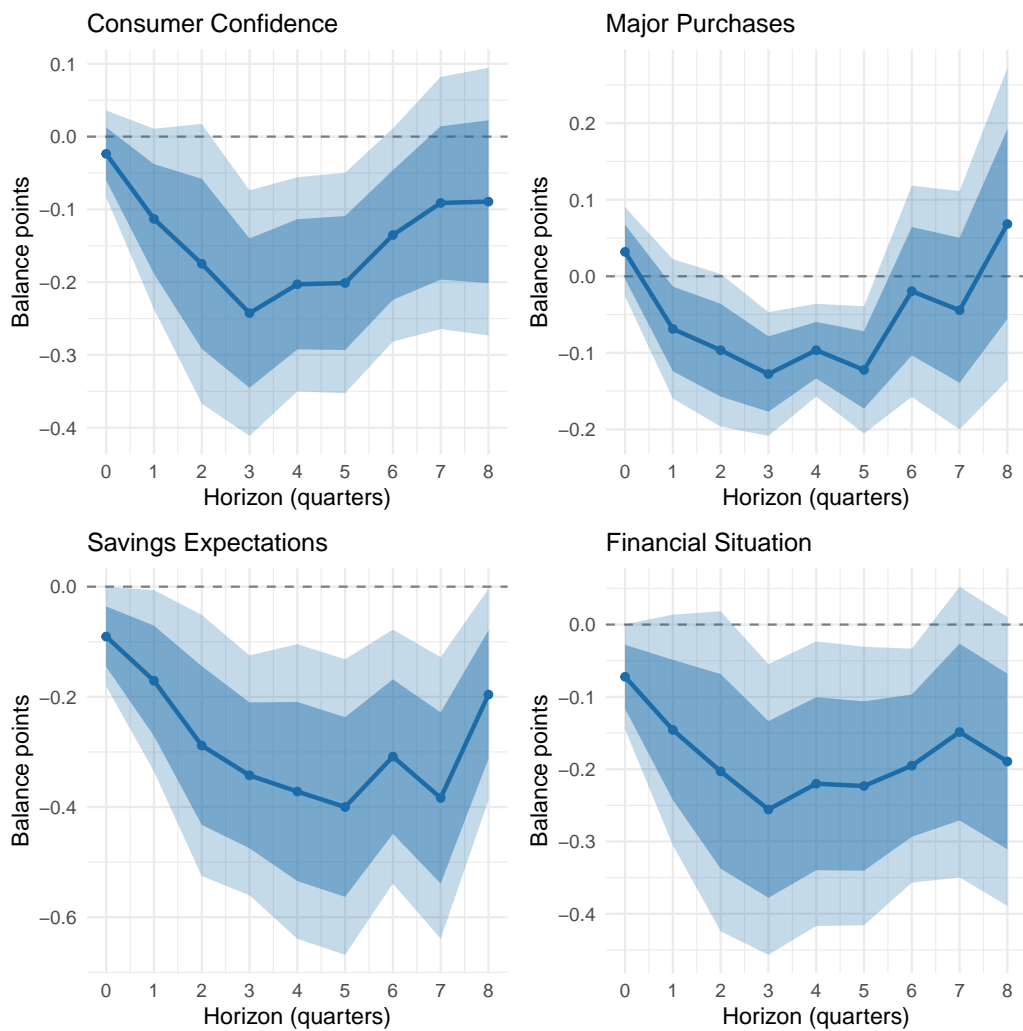 Consumer Confidence
Balance points
0.1
0.0
−0.1
−0.2
−0.3
−0.4
0 1 2 3 4 5 6 7 8
Horizon (quarters)
Major Purchases
Balance points
0.2
0.1
0.0
−0.1
−0.2
0 1 2 3 4 5 6 7 8
Horizon (quarters)
Savings Expectations
Balance points
0.0
−0.2
−0.4
−0.6
0 1 2 3 4 5 6 7 8
Horizon (quarters)
Financial Situation
Balance points
0.0
−0.1
−0.2
−0.3
−0.4
0 1 2 3 4 5 6 7 8
Horizon (quarters)